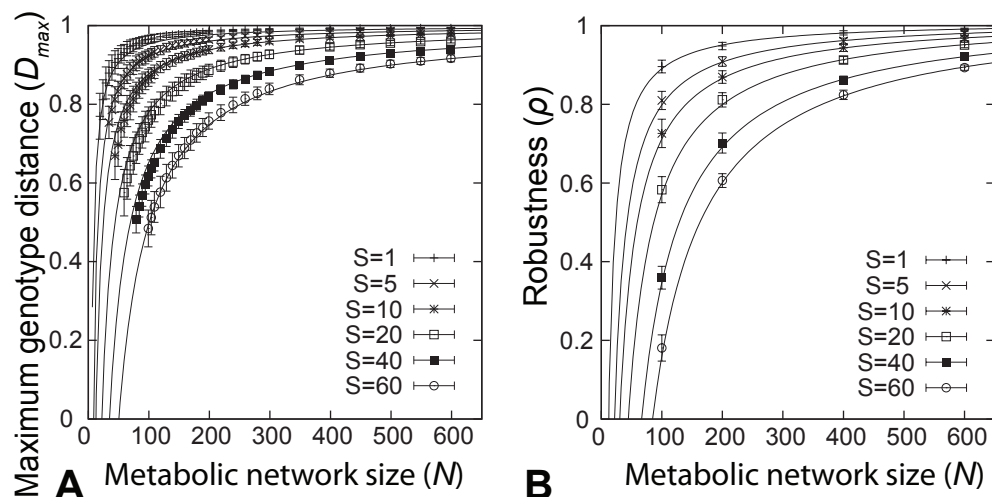 Maximum genotype distance (D_max)
1
0.8
0.6
0.4
0.2
0
S=1
S=5
S=10
S=20
S=40
S=60
0 100 200 300 400 500 600
A Metabolic network size (N)
Robustness (ρ)
1
0.8
0.6
0.4
0.2
0
S=1
S=5
S=10
S=20
S=40
S=60
0 100 200 300 400 500 600
B Metabolic network size (N)